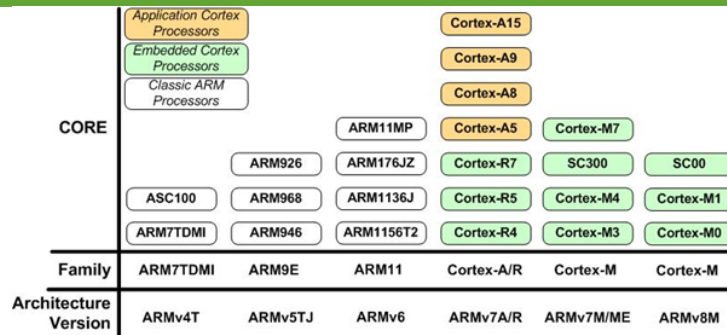 Application Cortex
Processors
Embedded Cortex
Processors
Classic ARM
Processors
Cortex-A15
Cortex-A9
Cortex-A8
CORE
ARM11MP
Cortex-A5
Cortex-M7
ARM926
ARM176JZ
Cortex-R7
SC300
SC00
ASC100
ARM968
ARM1136J
Cortex-R5
Cortex-M4
Cortex-M1
ARM7TDMI
ARM946
ARM1156T2
Cortex-R4
Cortex-M3
Cortex-M0
Family
ARM7TDMI
ARM9E
ARM11
Cortex-A/R
Cortex-M
Cortex-M
Architecture
Version
ARMv4T
ARMv5TJ
ARMv6
ARMv7A/R
ARMv7M/ME
ARMv8M